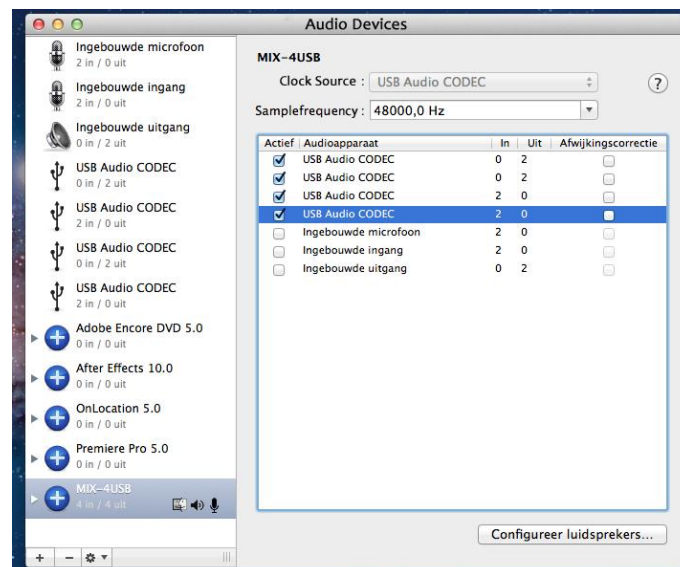 Audio Devices
Ingebouwde microfoon
2 in / 0 uit
Ingebouwde ingang
2 in / 0 uit
Ingebouwde uitgang
0 in / 2 uit
USB Audio CODEC
0 in / 2 uit
USB Audio CODEC
2 in / 0 uit
USB Audio CODEC
0 in / 2 uit
USB Audio CODEC
2 in / 0 uit
Adobe Encore DVD 5.0
0 in / 0 uit
After Effects 10.0
0 in / 0 uit
OnLocation 5.0
0 in / 0 uit
Premiere Pro 5.0
0 in / 0 uit
MIX-4USB
4 in / 4 uit
MIX-4USB
Clock Source : USB Audio CODEC ?
Samplefrequency : 48000,0 Hz
Actief Audioapparaat In Uit Afwijkingscorrectie
USB Audio CODEC 0 2
USB Audio CODEC 0 2
USB Audio CODEC 2 0
USB Audio CODEC 2 0
Ingebouwde microfoon 2 0
Ingebouwde ingang 2 0
Ingebouwde uitgang 0 2
Configureer luidsprekers...